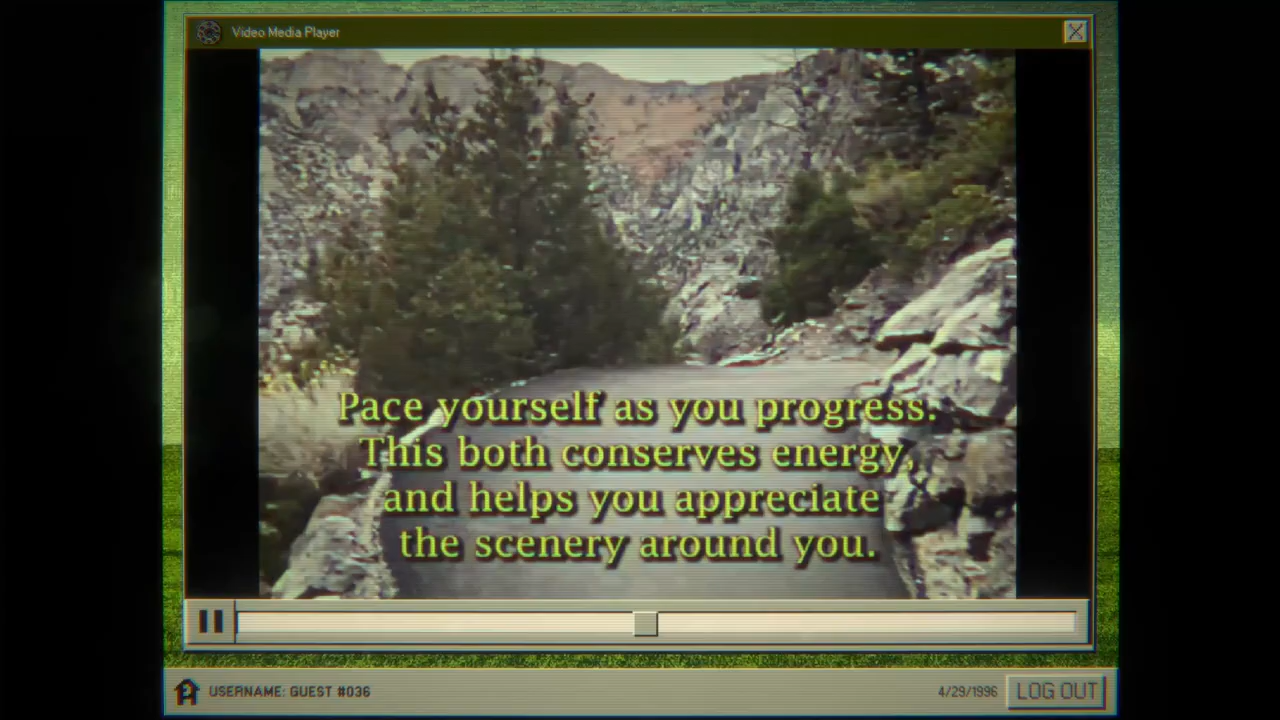 Video Media Player
Pace yourself as you progress.
This both conserves energy,
and helps you appreciate
the scenery around you.
USERNAME: GUEST #036
4/29/1996
LOG OUT